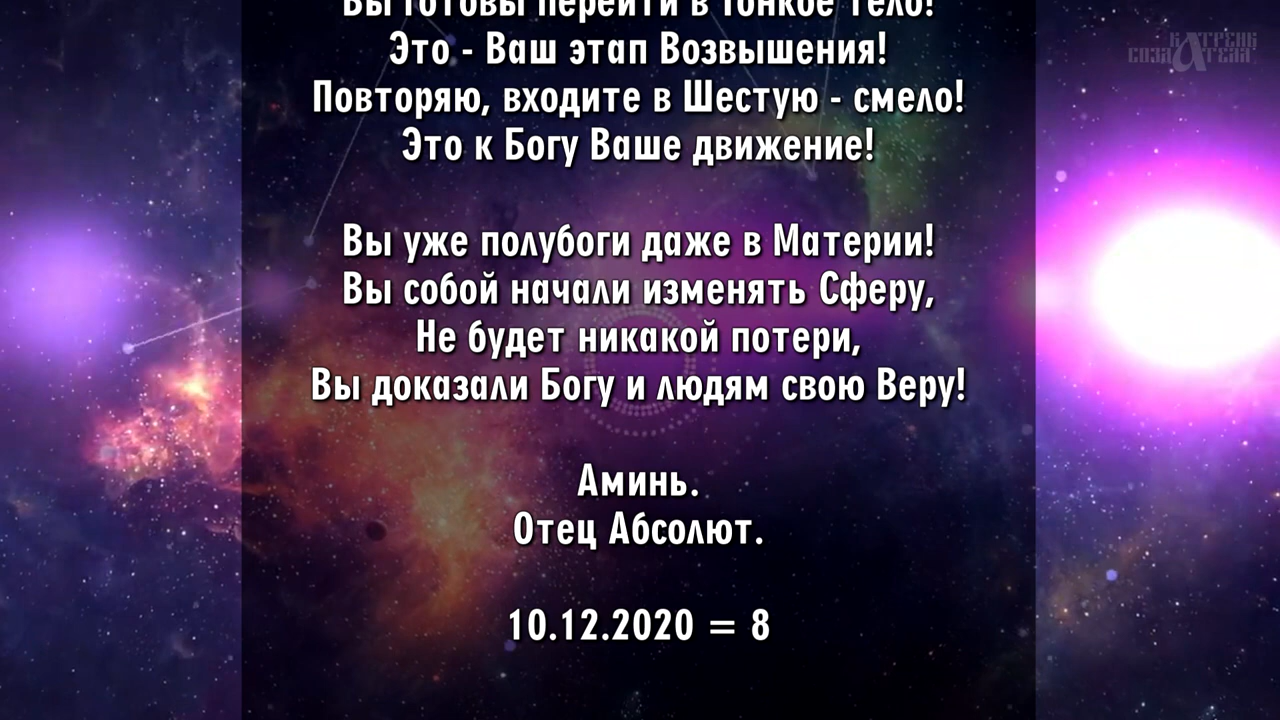 Вы готовы перейти в тонкое тело!
Это - Ваш этап Возвышения!
Повторяю, входите в Шестую - смело!
Это к Богу Ваше движение!
Вы уже полубоги даже в Материи!
Вы собой начали изменять Сферу,
Не будет никакой потери,
Вы доказали Богу и людям свою Веру!
Аминь.
Отец Абсолют.
10.12.2020 = 8